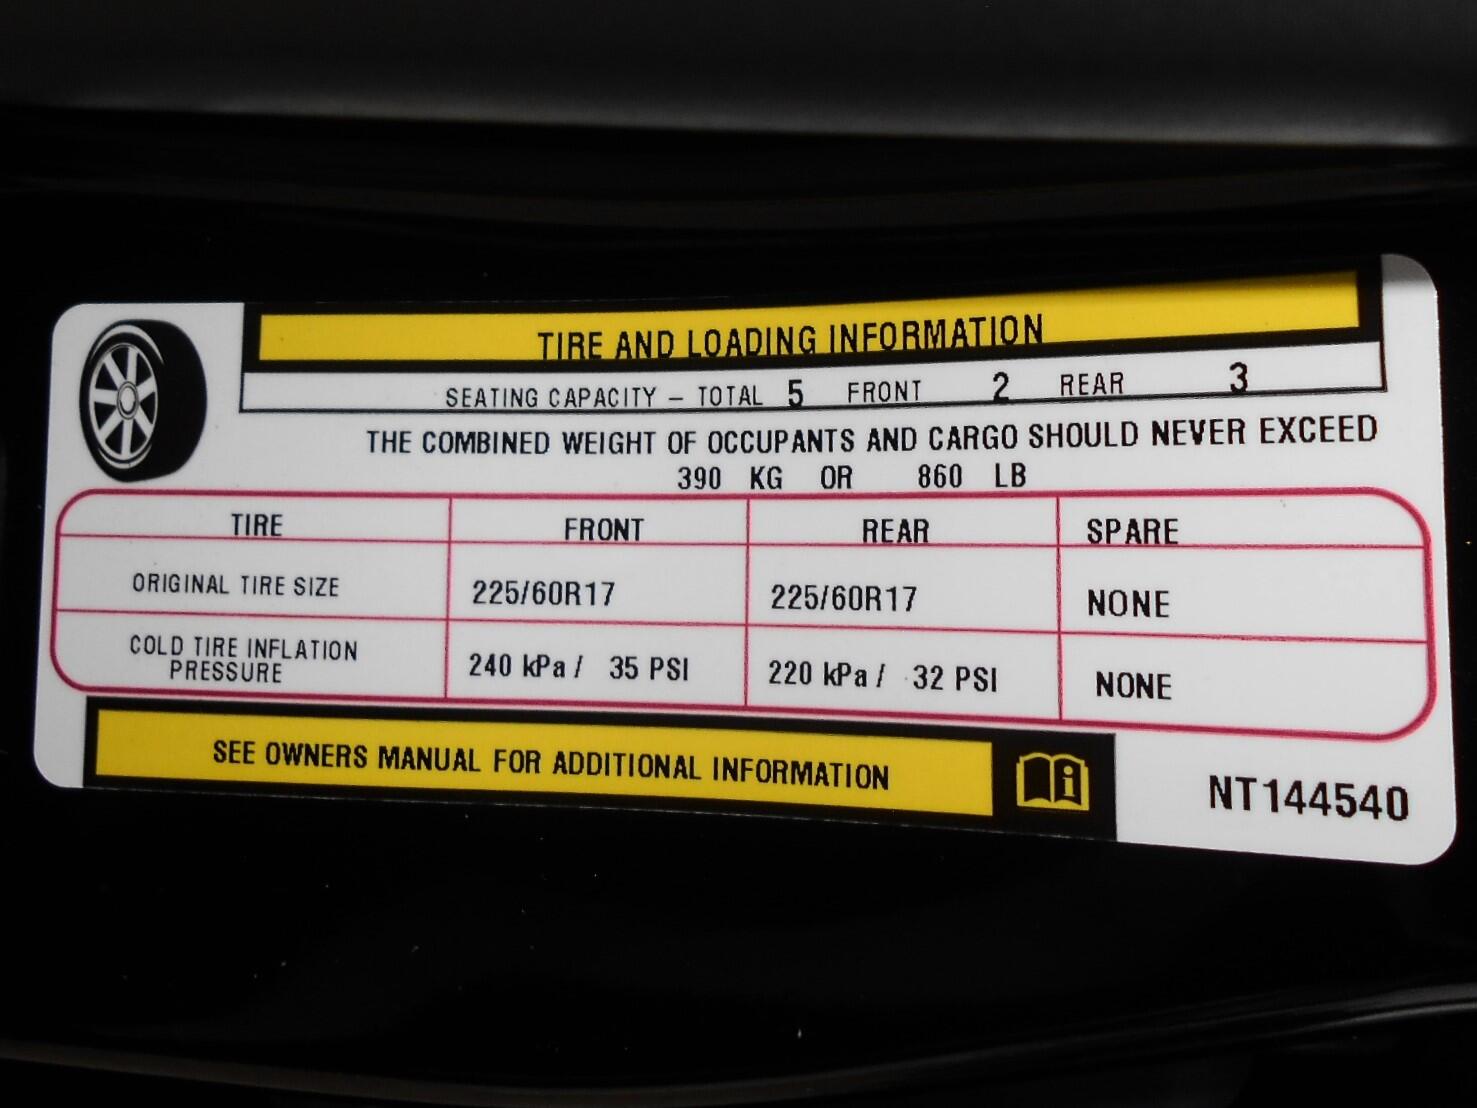 TIRE AND LOADING INFORMATION
SEATING CAPACITY – TOTAL 5 FRONT 2 REAR 3
THE COMBINED WEIGHT OF OCCUPANTS AND CARGO SHOULD NEVER EXCEED
390 KG OR 860 LB
TIRE FRONT REAR SPARE
ORIGINAL TIRE SIZE 225/60R17 225/60R17 NONE
COLD TIRE INFLATION
PRESSURE 240 kPa / 35 PSI 220 kPa / 32 PSI NONE
SEE OWNERS MANUAL FOR ADDITIONAL INFORMATION
NT144540